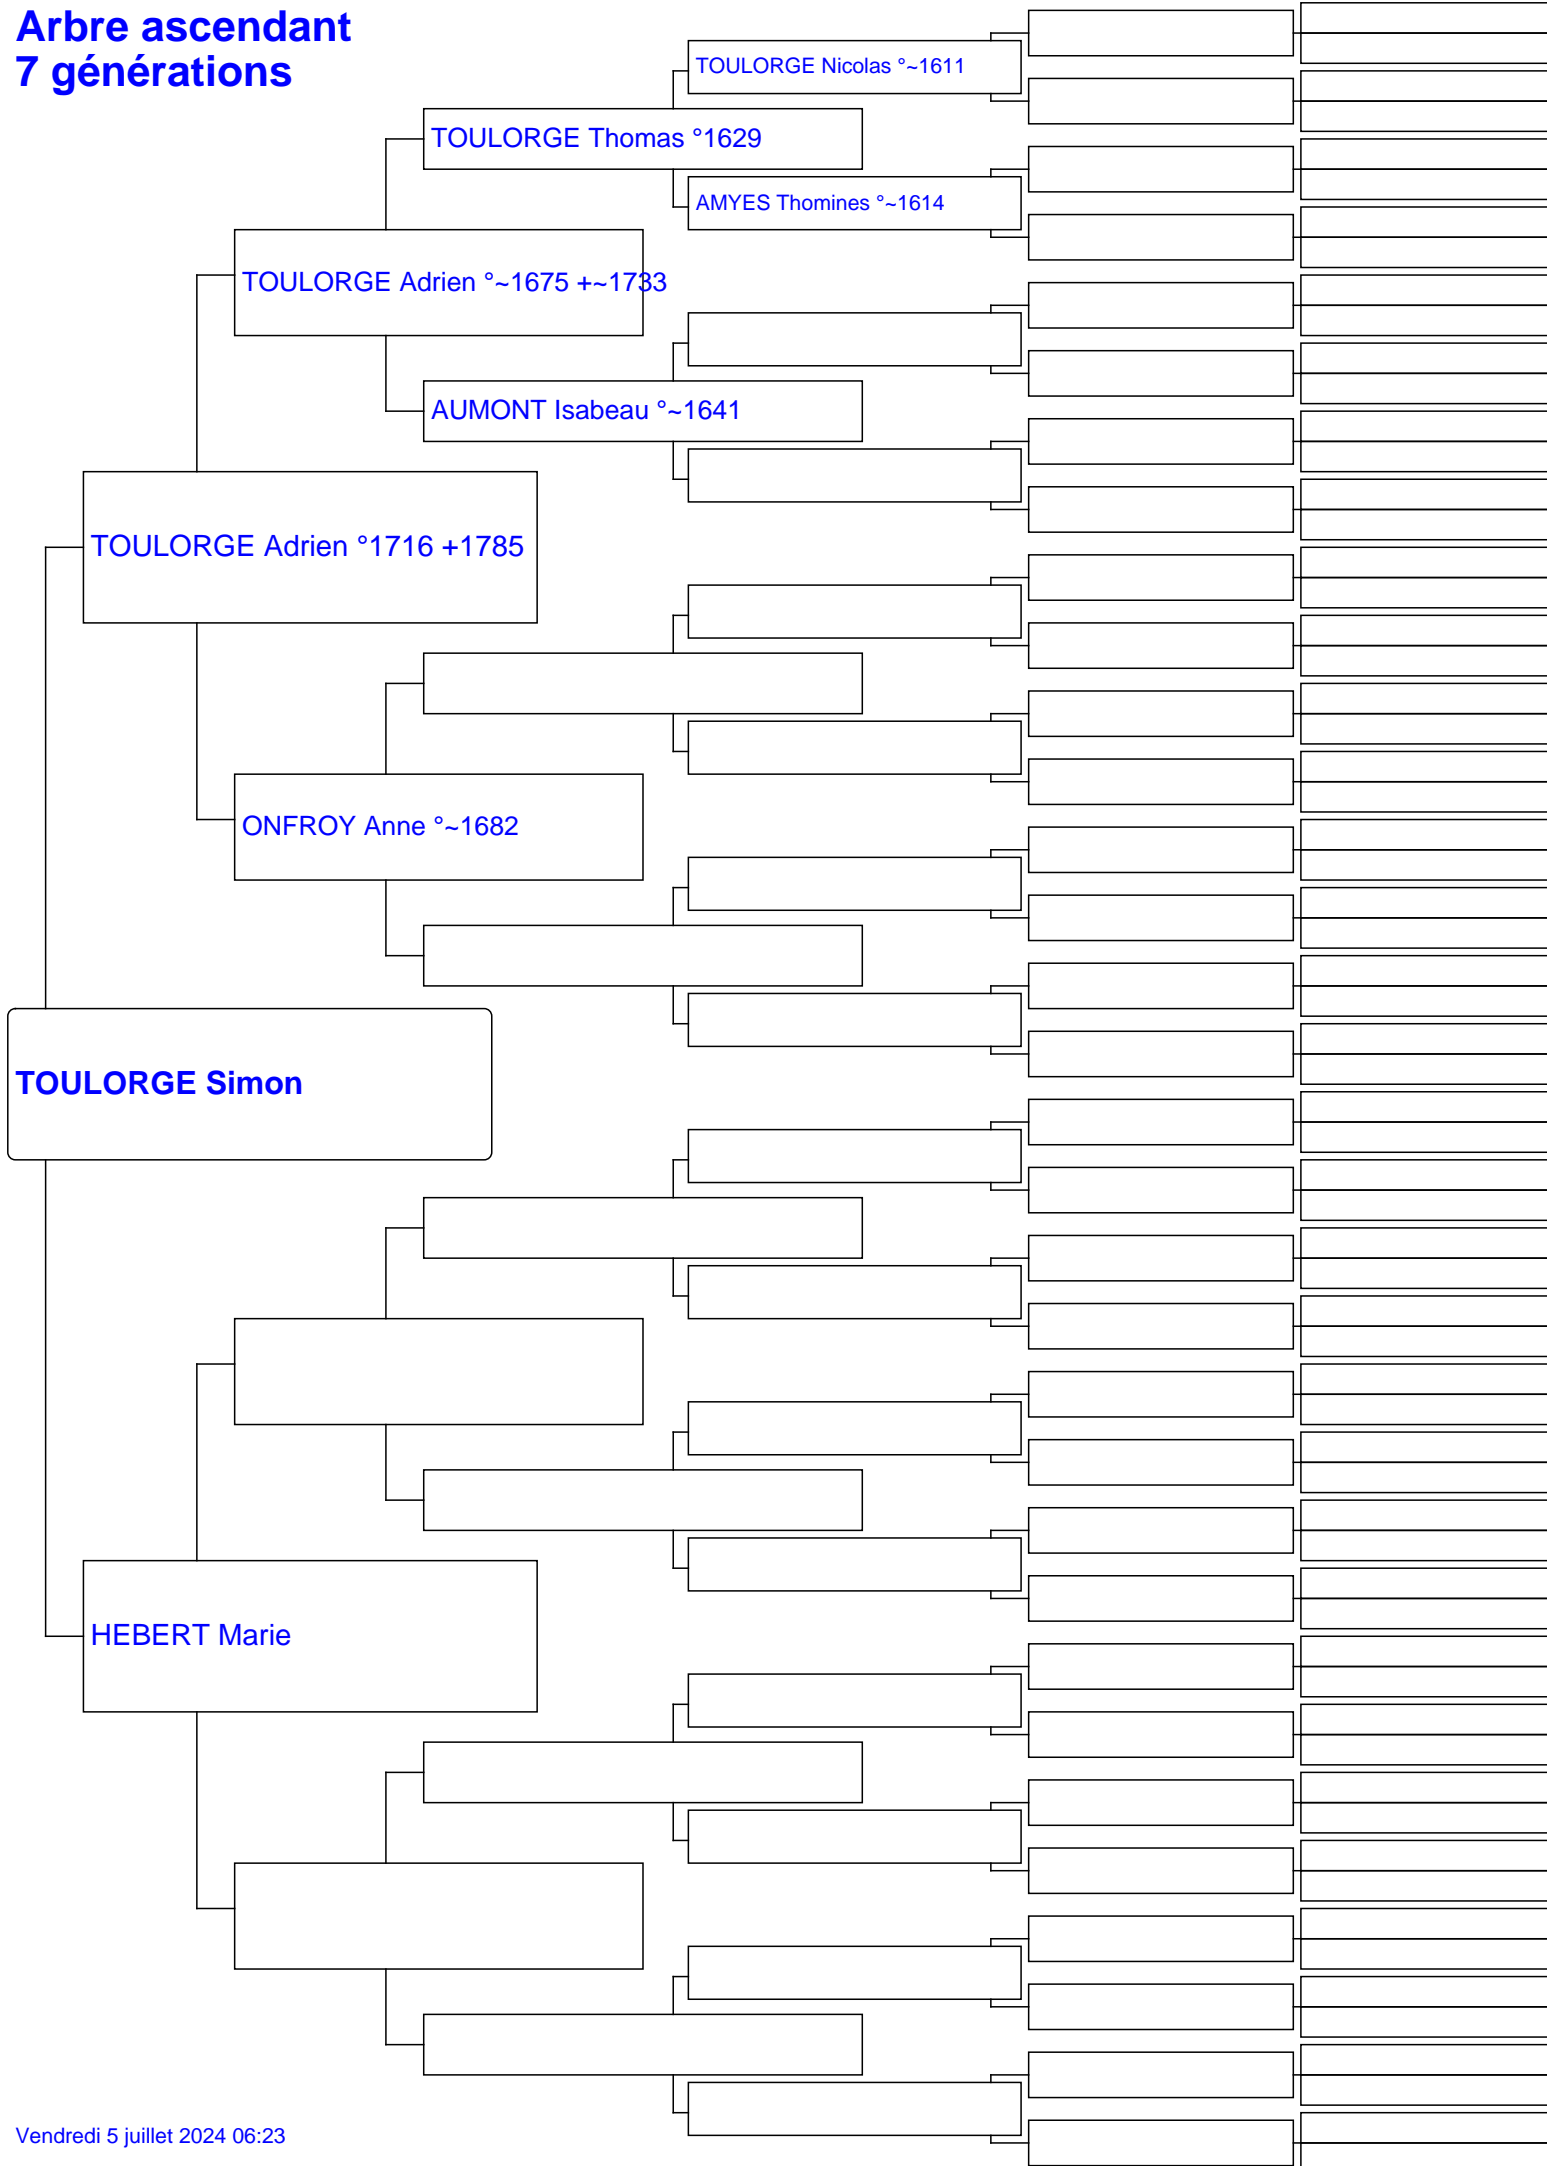 Arbre ascendant
7 générations
TOULORGE Nicolas °~1611
TOULORGE Thomas °1629
AMYES Thomines °~1614
TOULORGE Adrien °~1675 +~1733
AUMONT Isabeau °~1641
TOULORGE Adrien °1716 +1785
ONFROY Anne °~1682
TOULORGE Simon
HEBERT Marie
Vendredi 5 juillet 2024 06:23